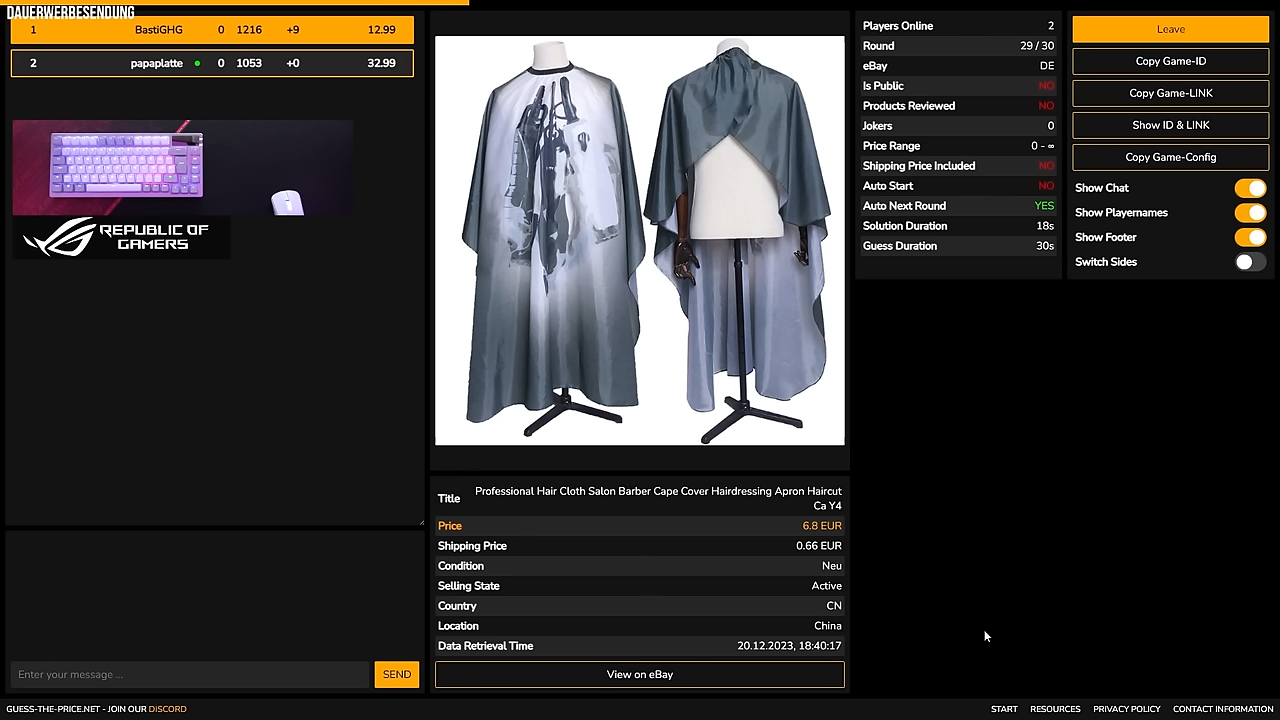 DAUERWERBESENDUNG
1 BastiGHG 0 1216 +9 12.99
2 papaplatte 0 1053 +0 32.99
REPUBLIC OF
GAMERS
Enter your message ...
SEND
Title Professional Hair Cloth Salon Barber Cape Cover Hairdressing Apron Haircut
Ca Y4
Price 6.8 EUR
Shipping Price 0.66 EUR
Condition Neu
Selling State Active
Country CN
Location China
Data Retrieval Time 20.12.2023, 18:40:17
View on eBay
Players Online 2
Round 29 / 30
eBay DE
Is Public NO
Products Reviewed NO
Jokers 0
Price Range 0 - ∞
Shipping Price Included NO
Auto Start NO
Auto Next Round YES
Solution Duration 18s
Guess Duration 30s
Leave
Copy Game-ID
Copy Game-LINK
Show ID & LINK
Copy Game-Config
Show Chat
Show Playernames
Show Footer
Switch Sides
GUESS-THE-PRICE.NET - JOIN OUR DISCORD
START RESOURCES PRIVACY POLICY CONTACT INFORMATION